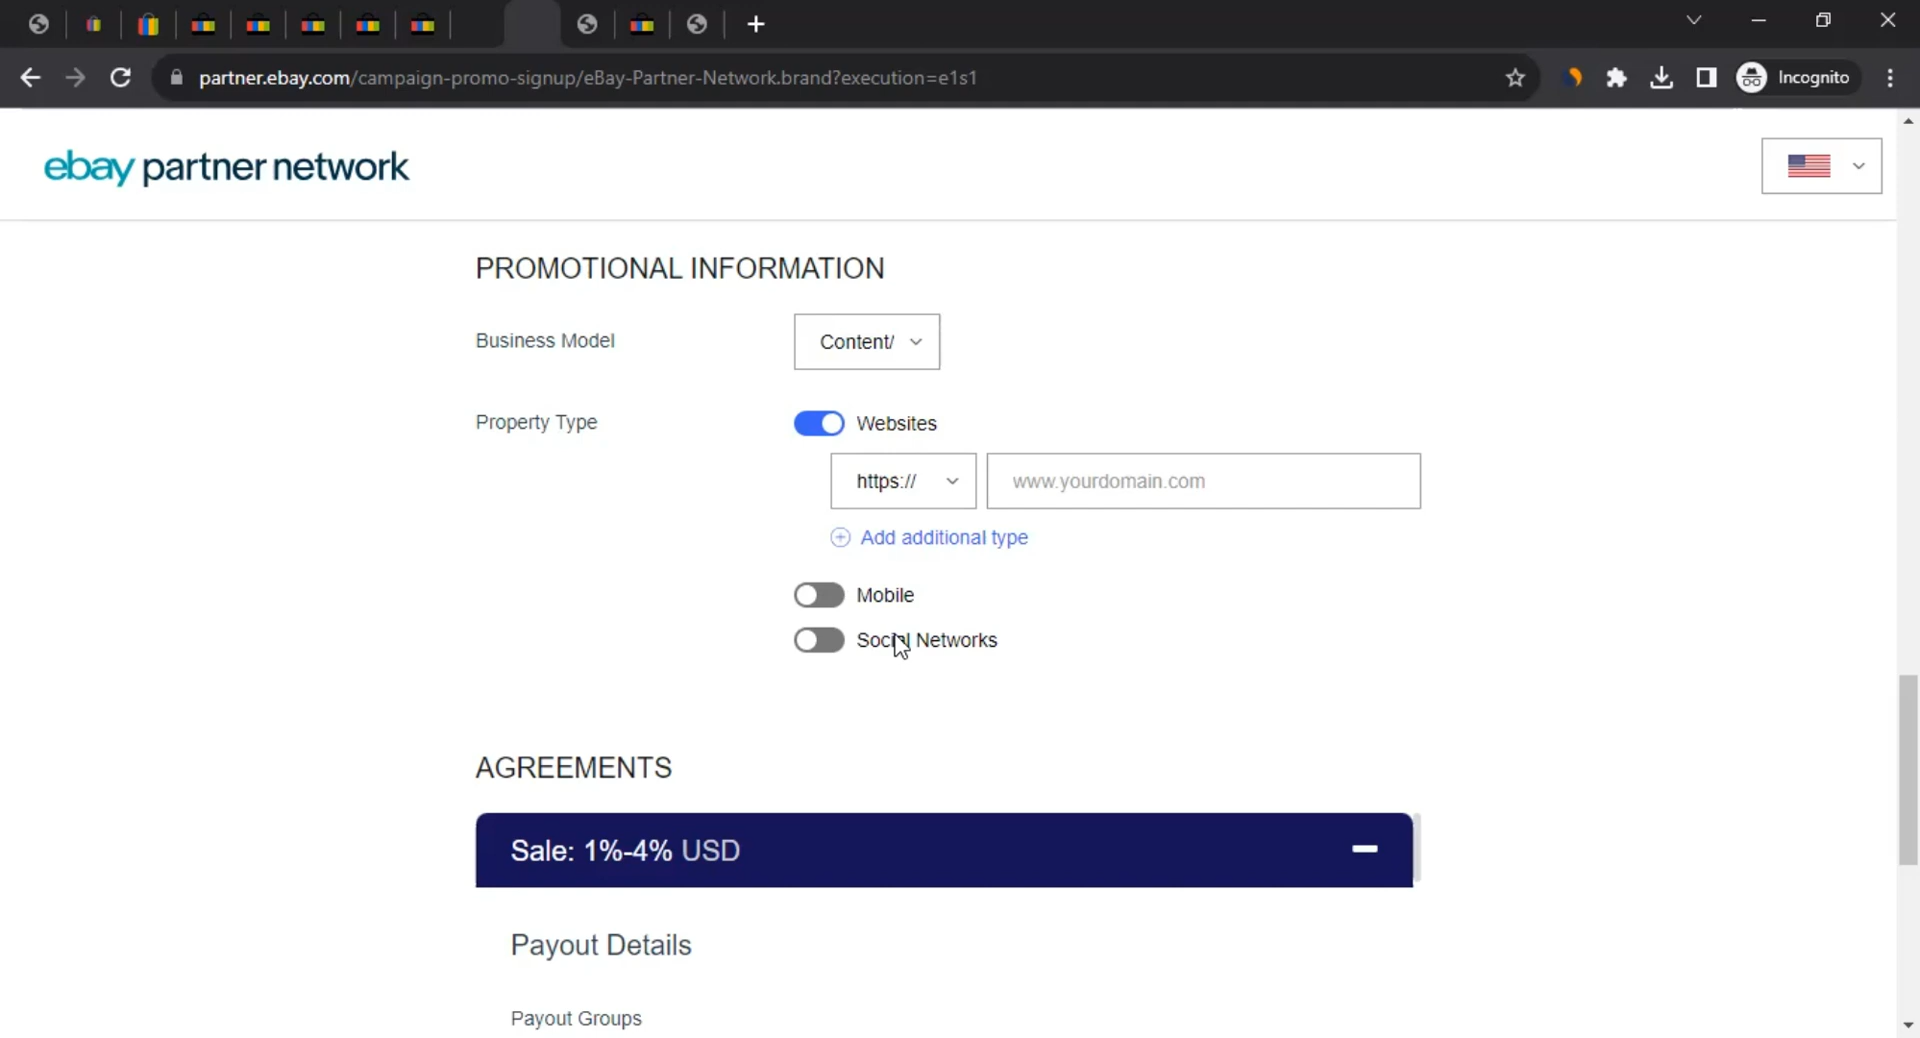 partner.ebay.com/campaign-promo-signup/eBay-Partner-Network.brand?execution=e1s1
Incognito
ebay partner network
PROMOTIONAL INFORMATION
Business Model
Content/
Property Type
Websites
https://
www.yourdomain.com
Add additional type
Mobile
Social Networks
AGREEMENTS
Sale: 1%-4% USD
Payout Details
Payout Groups